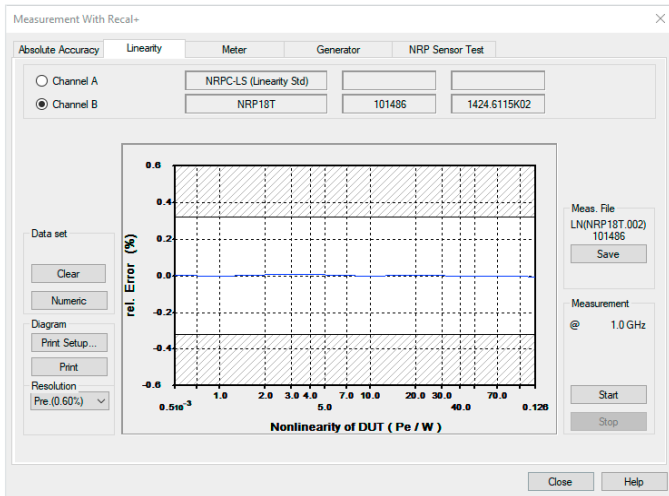 Measurement With Recal+
Absolute Accuracy Linearity Meter Generator NRP Sensor Test
Channel A NRPC-LS (Linearity Std)
Channel B NRP18T 101486 1424.6115K02
Data set
Clear
Numeric
Diagram
Print Setup...
Print
Resolution
Pre.(0.60%)
rel. Error (%)
0.6
0.4
0.2
0.0
-0.2
-0.4
-0.6
1.0 2.0 3.0 4.0 7.0 10.0 20.0 30.0 70.0
0.510-3 5.0 40.0 0.126
Nonlinearity of DUT ( Pe / W )
Meas. File
LN(NRP18T.002)
101486
Save
Measurement
@ 1.0 GHz
Start
Stop
Close Help